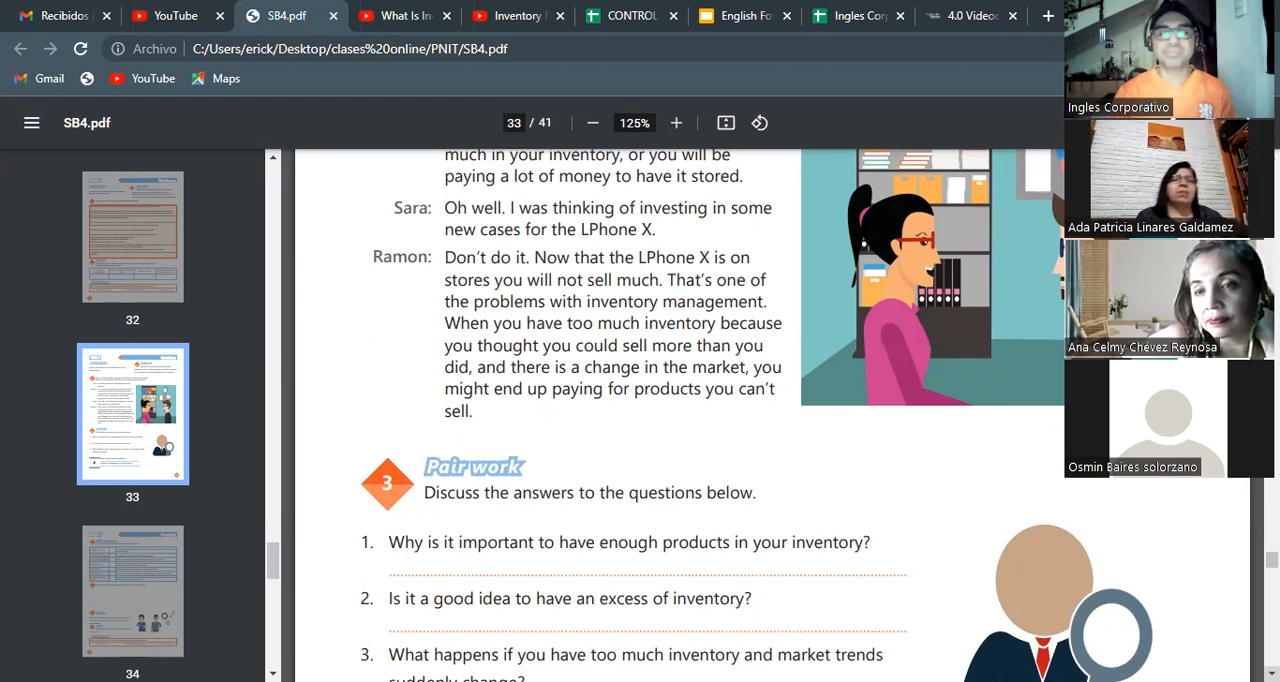 Recibidos
YouTube
SB4.pdf
What Is In
Inventory
CONTROL
English Fo
Ingles Cor
4.0 Videoc
Archivo
C:/Users/erick/Desktop/clases%20online/PNIT/SB4.pdf
Gmail
YouTube
Maps
SB4.pdf
33 / 41
125%
32
33
34
much in your inventory, or you will be
paying a lot of money to have it stored.
Sara: Oh well. I was thinking of investing in some
new cases for the LPhone X.
Ramon: Don't do it. Now that the LPhone X is on
stores you will not sell much. That's one of
the problems with inventory management.
When you have too much inventory because
you thought you could sell more than you
did, and there is a change in the market, you
might end up paying for products you can't
sell.
3
Pair work
Discuss the answers to the questions below.
1. Why is it important to have enough products in your inventory?
2. Is it a good idea to have an excess of inventory?
3. What happens if you have too much inventory and market trends
suddenly change?
Ingles Corporativo
Ada Patricia Linares Galdamez
Ana Celmy Chévez Reynosa
Osmin Baires solorzano